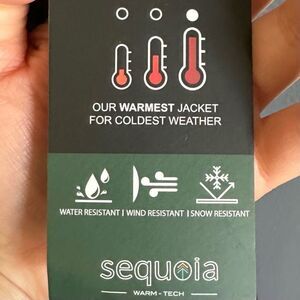 OUR WARMEST JACKET
FOR COLDEST WEATHER
WATER RESISTANT | WIND RESISTANT | SNOW RESISTANT
sequoia
WARM - TECH